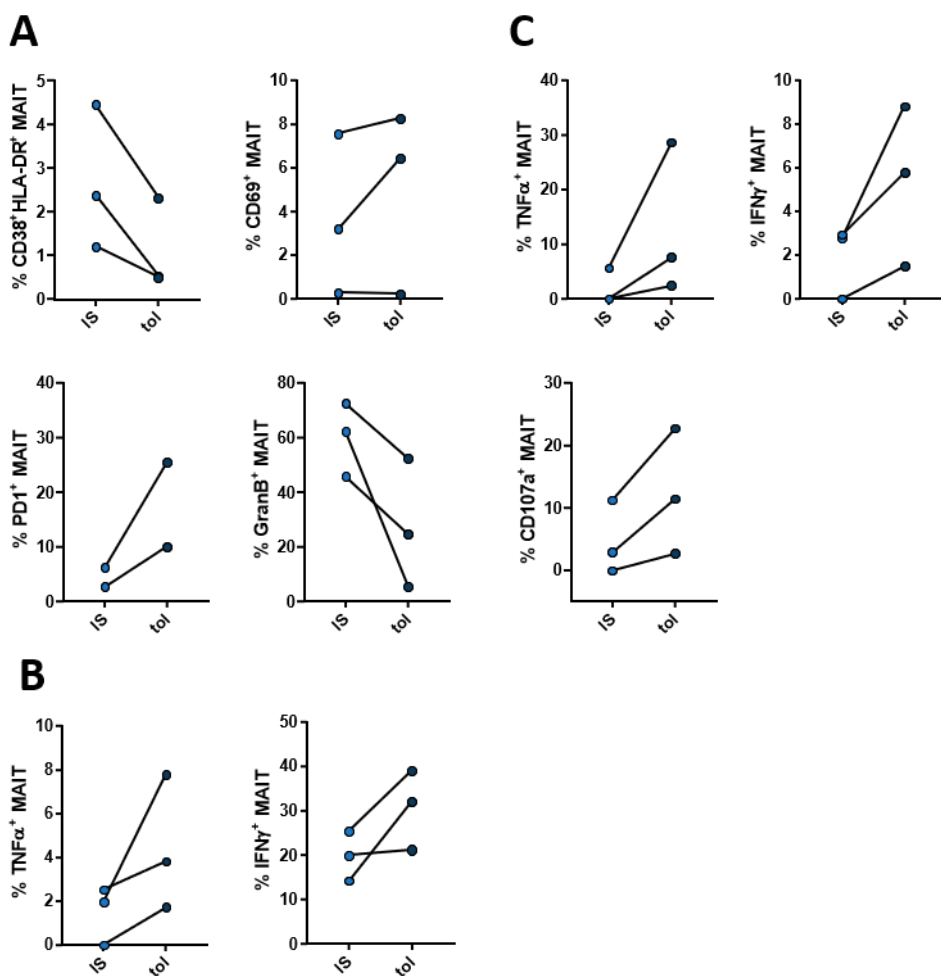 A
% CD38⁺HLA-DR⁺ MAIT
5
4
3
2
1
0
IS
tol
% CD69⁺ MAIT
10
8
6
4
2
0
IS
tol
C
% TNFα⁺ MAIT
40
30
20
10
0
IS
tol
% IFNγ⁺ MAIT
10
8
6
4
2
0
IS
tol
% PD1⁺ MAIT
40
30
20
10
0
IS
tol
% GranB⁺ MAIT
80
60
40
20
0
IS
tol
% CD107a⁺ MAIT
30
20
10
0
IS
tol
B
% TNFα⁺ MAIT
10
8
6
4
2
0
IS
tol
% IFNγ⁺ MAIT
50
40
30
20
10
0
IS
tol